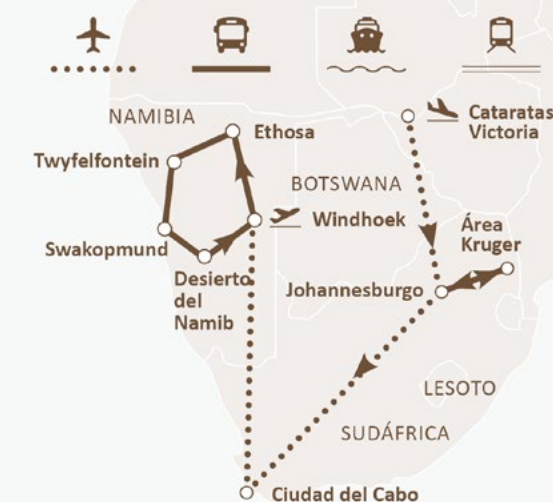 NAMIBIA
Ethosa
Cataratas
Victoria
Twyfelfontein
BOTSWANA
Windhoek
Área
Kruger
Swakopmund
Desierto
del
Namib
Johannesburgo
LESOTO
SUDÁFRICA
Ciudad del Cabo